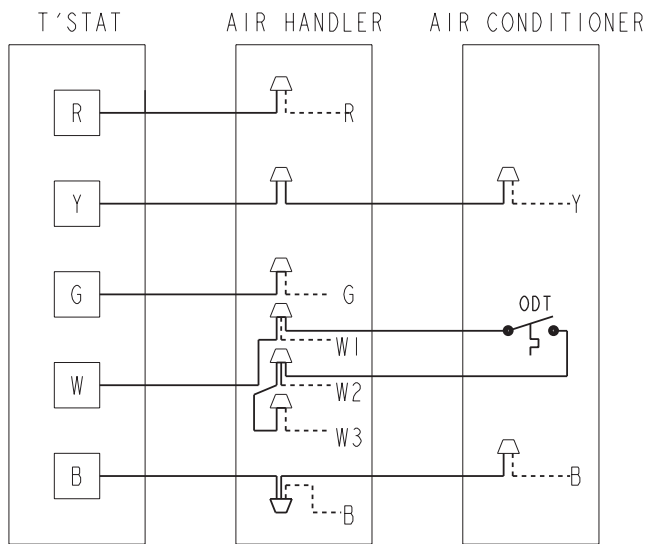 T'STAT AIR HANDLER AIR CONDITIONER
R R
Y Y
G G
ODT
W1
W W2
W3
B B
B